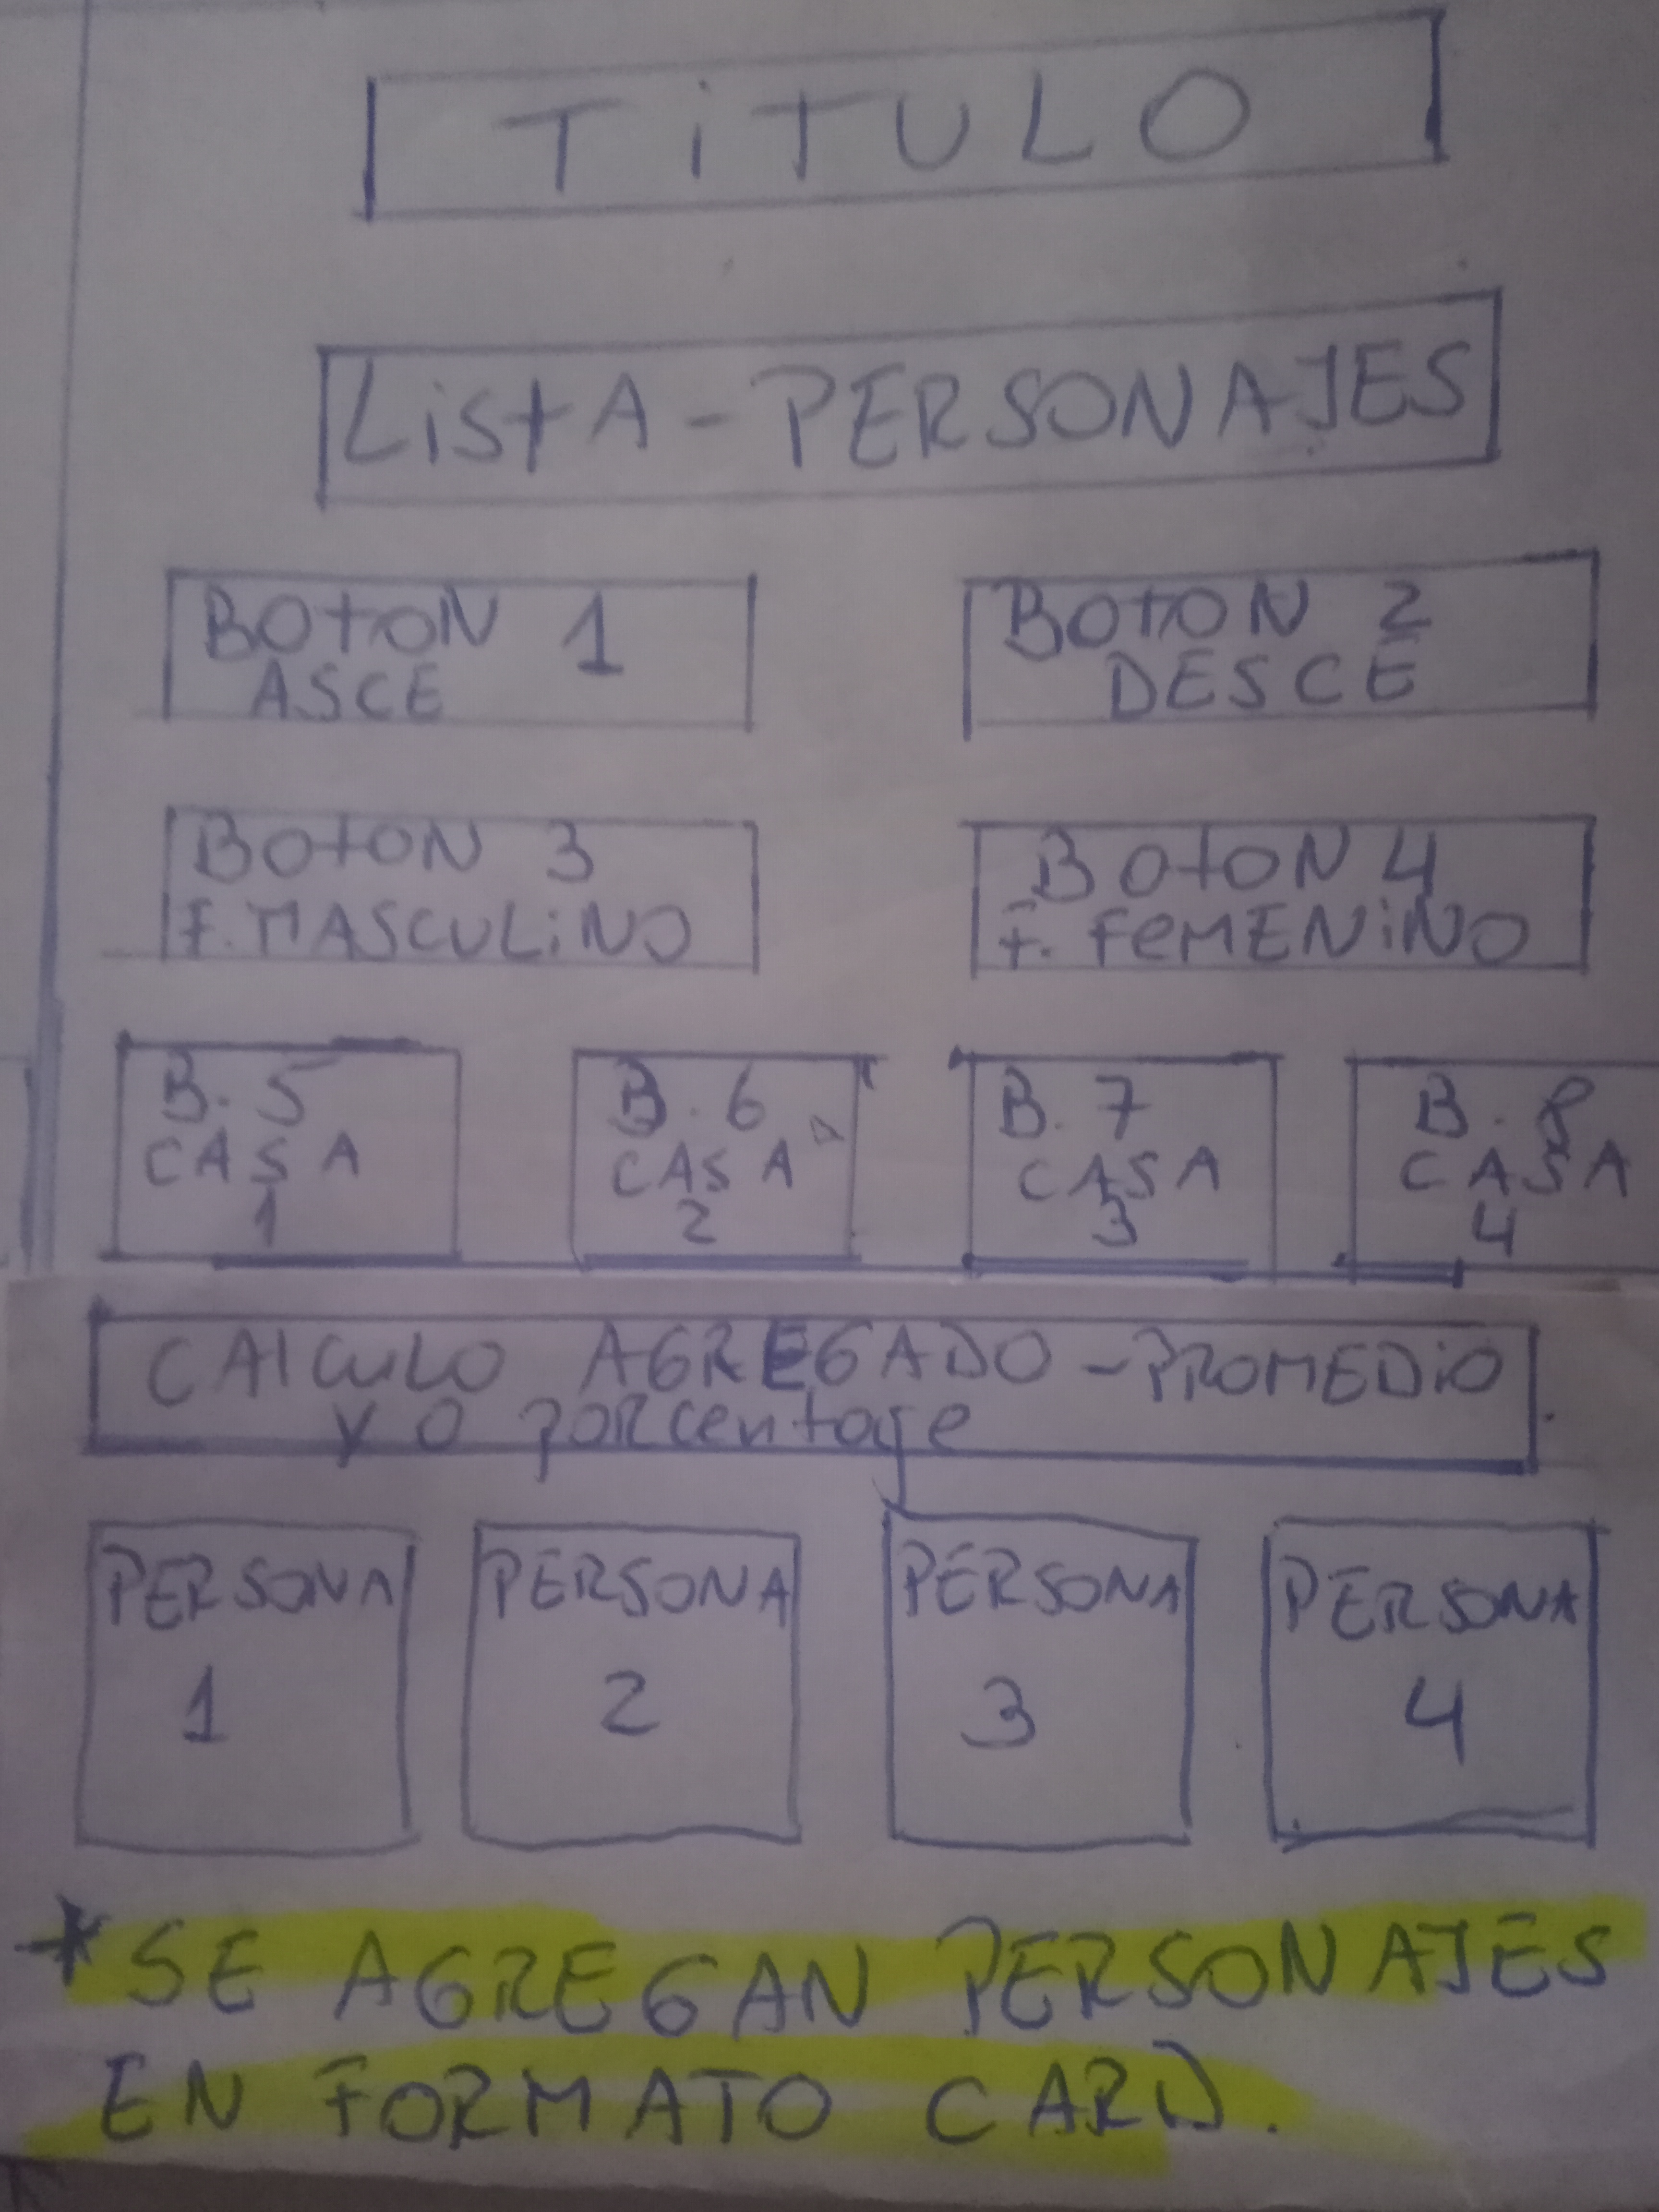 TiTULO
ListA - PERSONAJES
BOtON 1
ASCE
BOtON 2
DESCE
BOtON 3
F. MASCULiNO
BOtON 4
F. FeMENiNO
B. 5
CASA
1
B. 6
CASA
2
B. 7
CASA
3
B. 8
CASA
4
CAlcuLO AGREGADO - PROMEDiO
Y O porcentage
PERSONA
1
PERSONA
2
PERSONA
3
PERSONA
4
* SE AGREGAN PERSONAJES
EN FORMATO CARD.